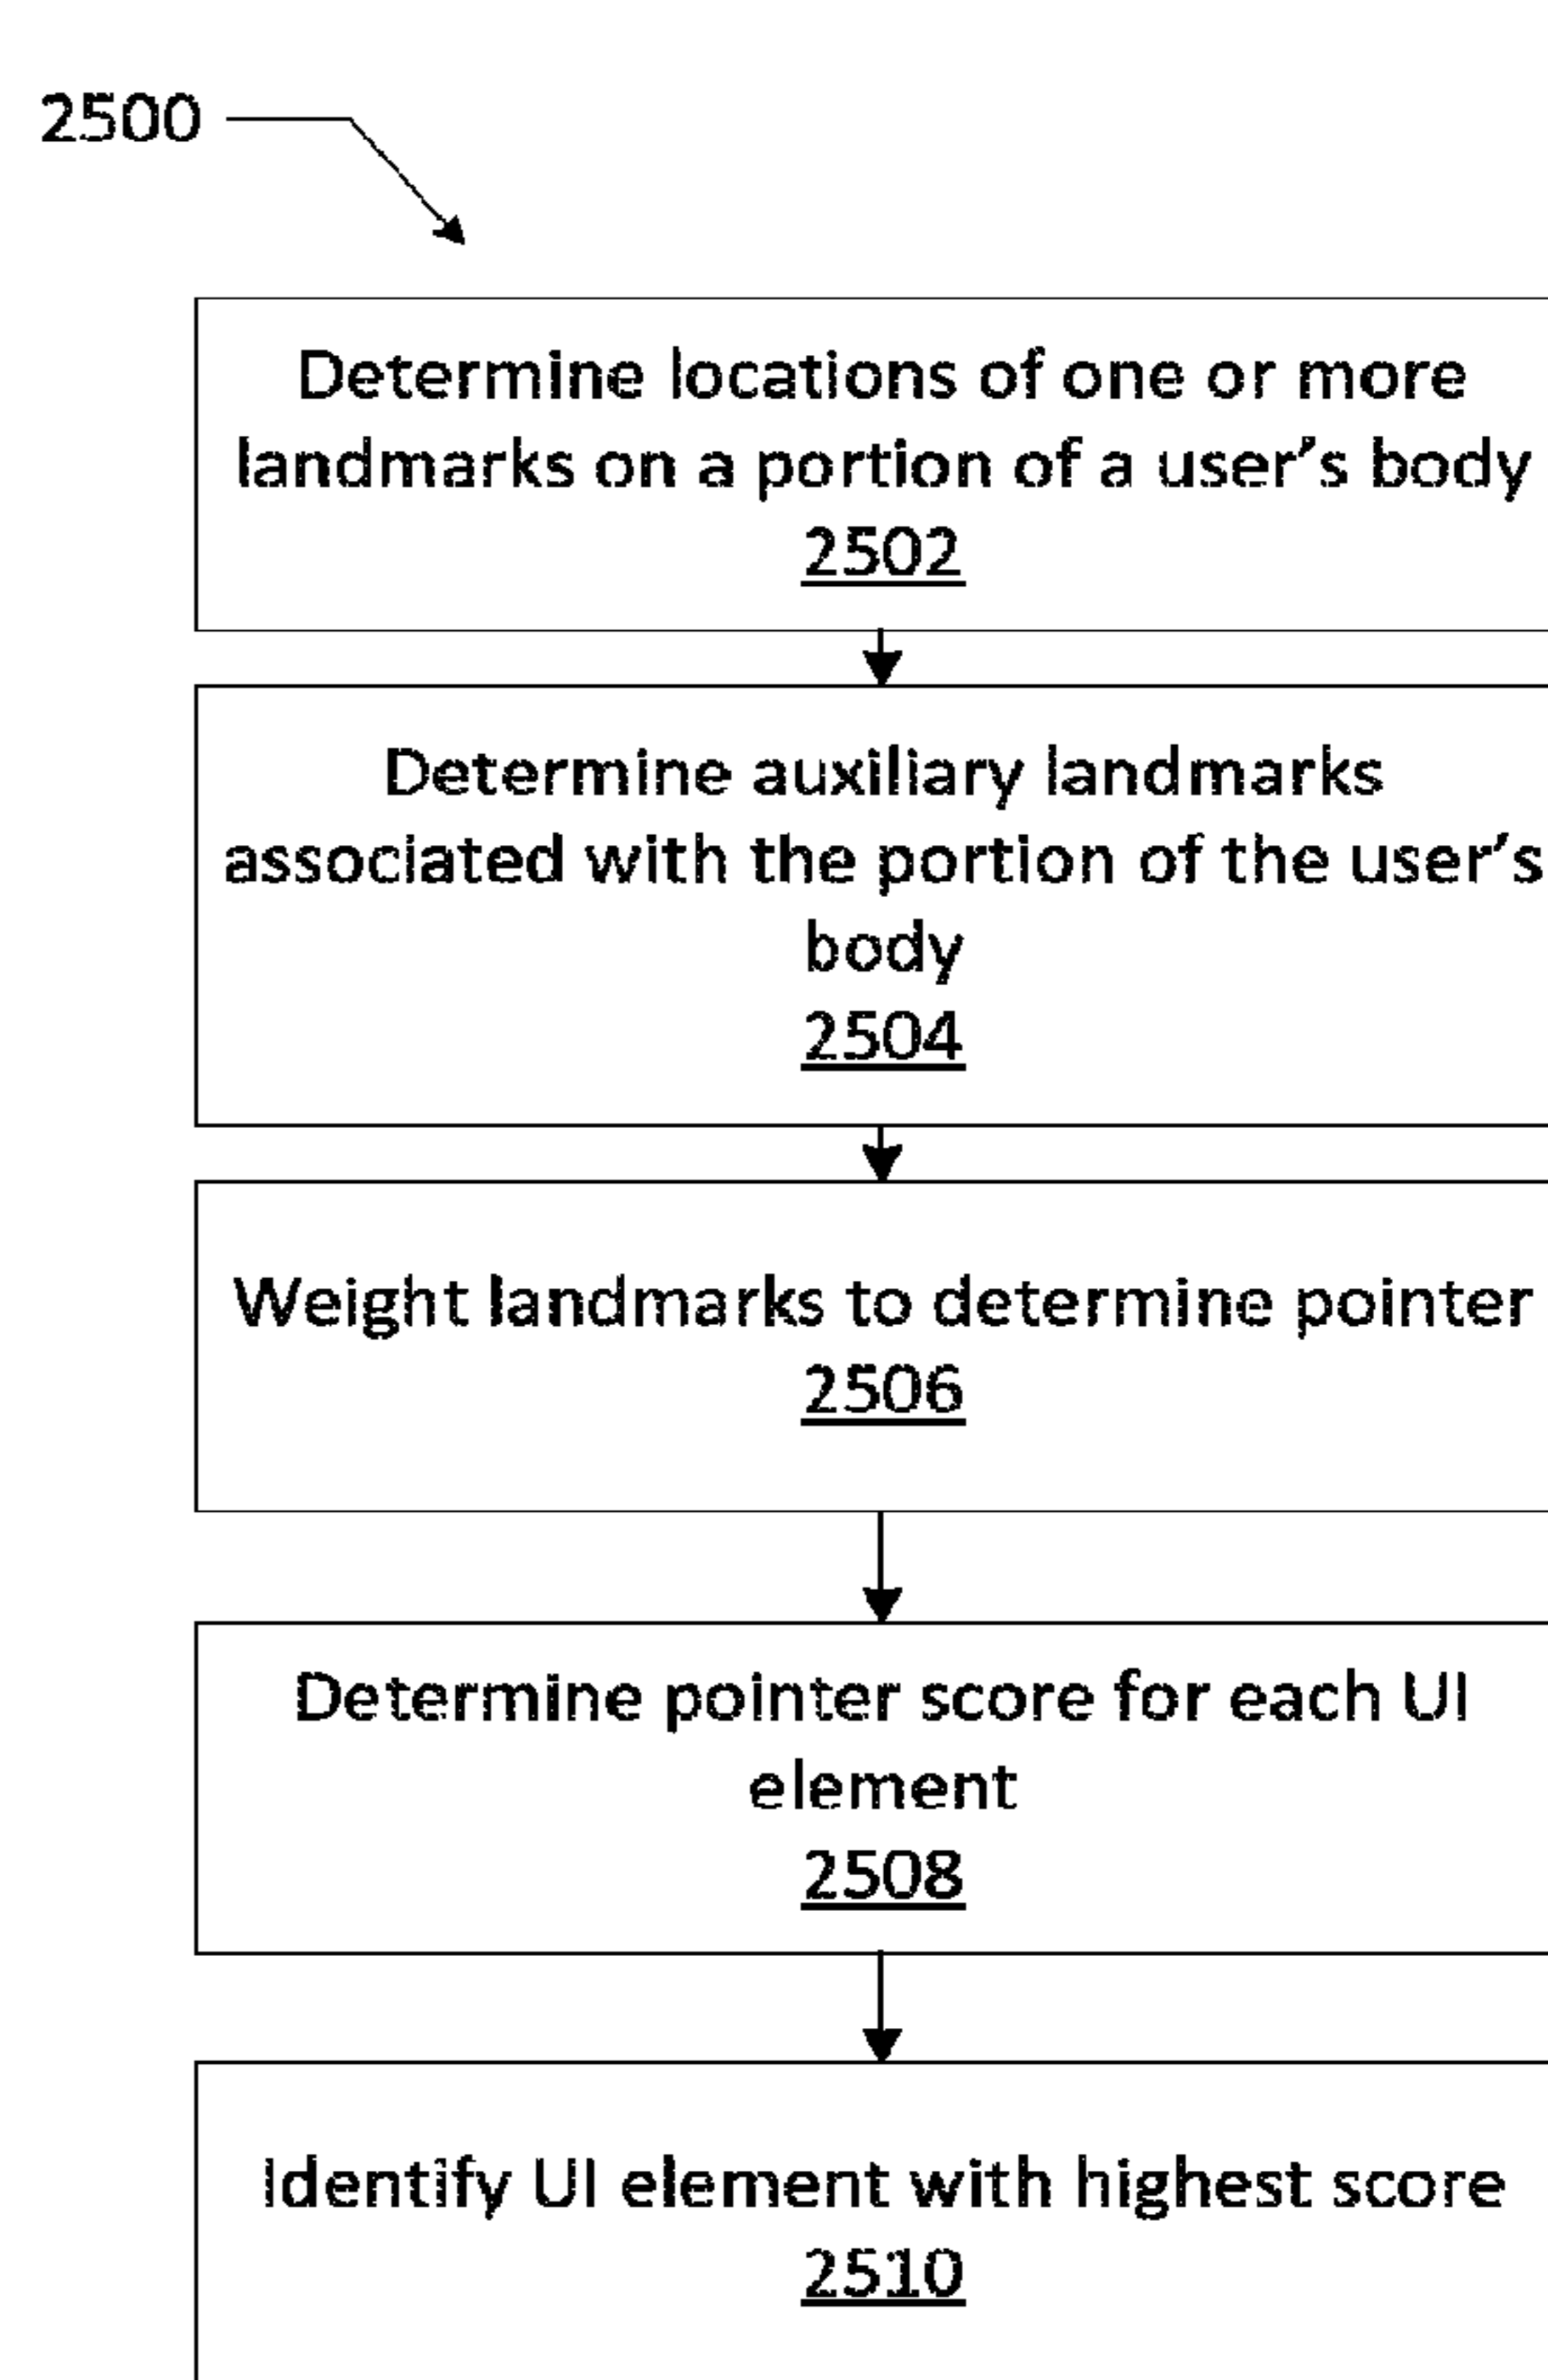 2500
Determine locations of one or more
landmarks on a portion of a user's body
2502
Determine auxiliary landmarks
associated with the portion of the user's
body
2504
Weight landmarks to determine pointer
2506
Determine pointer score for each UI
element
2508
Identify UI element with highest score
2510